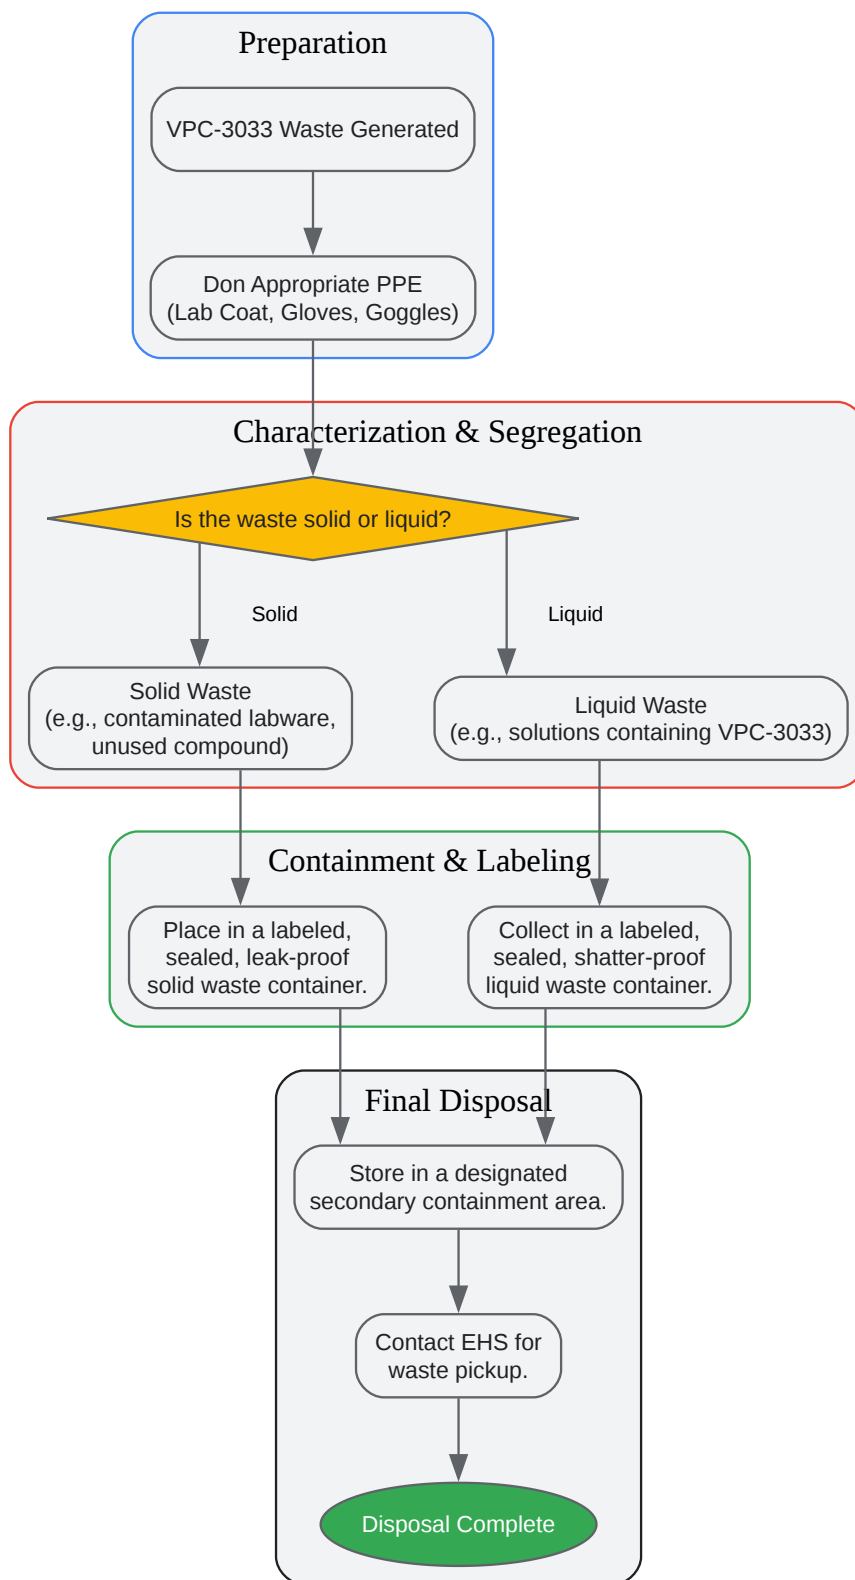 Preparation
VPC-3033 Waste Generated
Don Appropriate PPE
(Lab Coat, Gloves, Goggles)
Characterization & Segregation
Is the waste solid or liquid?
Solid
Liquid
Solid Waste
(e.g., contaminated labware,
unused compound)
Liquid Waste
(e.g., solutions containing VPC-3033)
Containment & Labeling
Place in a labeled,
sealed, leak-proof
solid waste container.
Collect in a labeled,
sealed, shatter-proof
liquid waste container.
Final Disposal
Store in a designated
secondary containment area.
Contact EHS for
waste pickup.
Disposal Complete